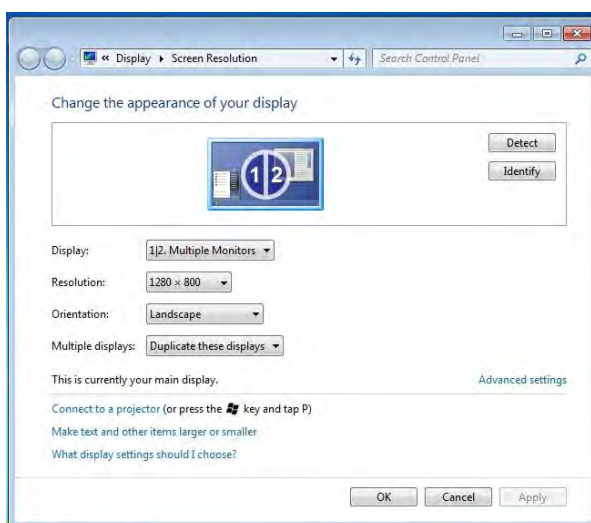 « Display ▸ Screen Resolution Search Control Panel
Change the appearance of your display
1|2
Detect
Identify
Display: 1|2. Multiple Monitors
Resolution: 1280 × 800
Orientation: Landscape
Multiple displays: Duplicate these displays
This is currently your main display. Advanced settings
Connect to a projector (or press the key and tap P)
Make text and other items larger or smaller
What display settings should I choose?
OK Cancel Apply